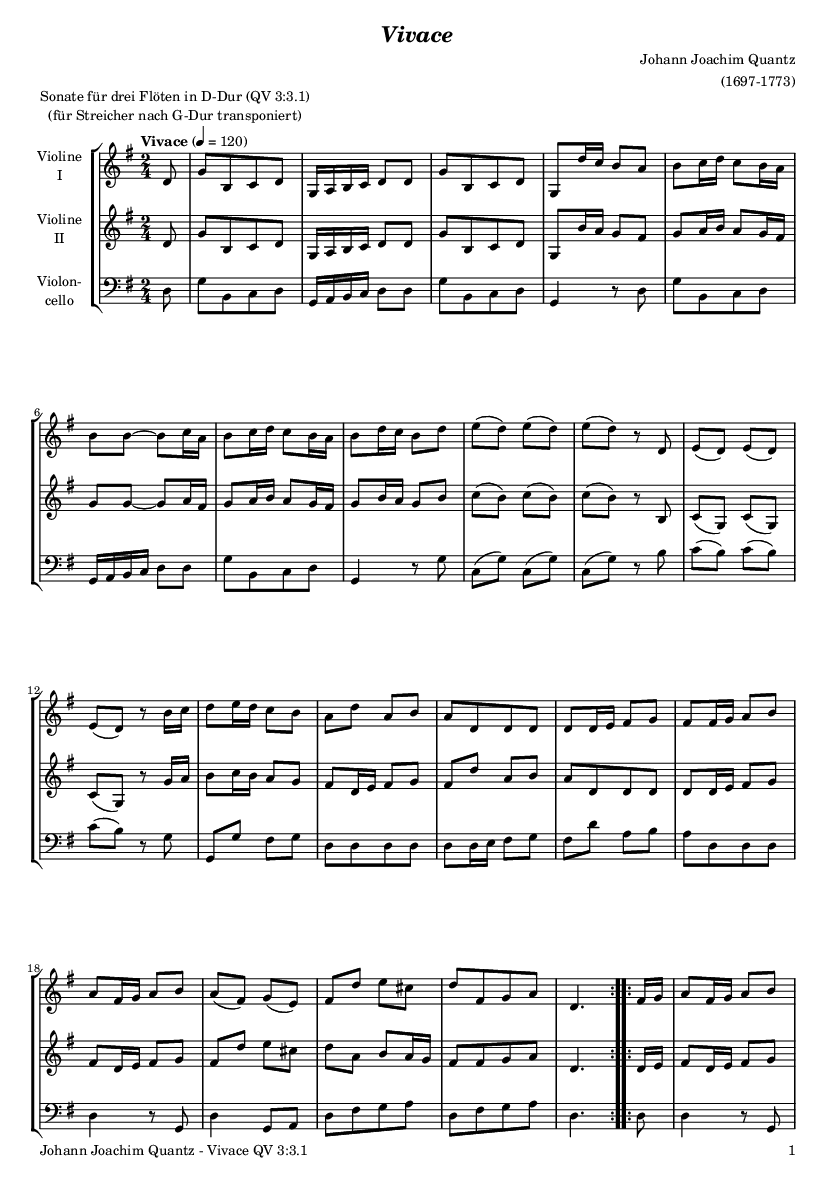 Vivace
Johann Joachim Quantz
(1697-1773)
Sonate für drei Flöten in D-Dur (QV 3:3.1)
(für Streicher nach G-Dur transponiert)
Vivace (♩ = 120)
Violine
I
Violine
II
Violon-
cello
6
12
18
Johann Joachim Quantz - Vivace QV 3:3.1 1